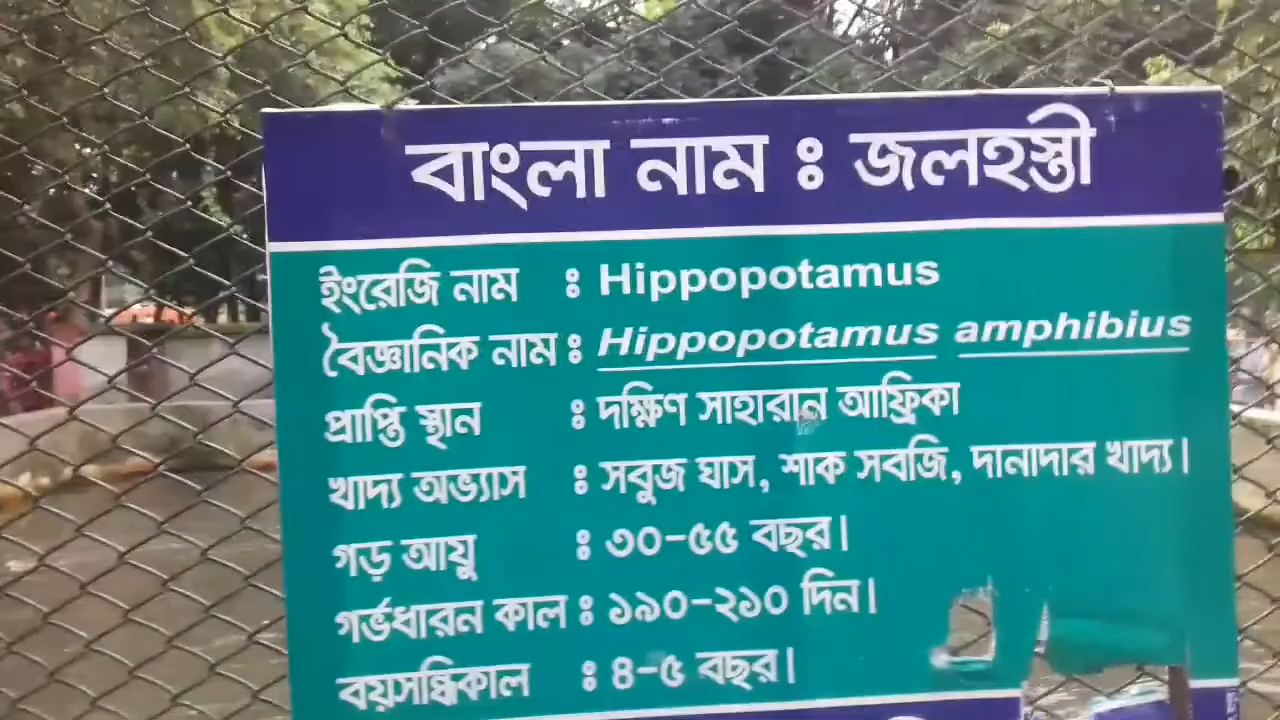 বাংলা নাম ঃ জলহস্তী
ইংরেজি নাম ঃ Hippopotamus
বৈজ্ঞানিক নাম ঃ Hippopotamus amphibius
প্রাপ্তি স্থান ঃ দক্ষিণ সাহারান আফ্রিকা
খাদ্য অভ্যাস ঃ সবুজ ঘাস, শাক সবজি, দানাদার খাদ্য।
গড় আয়ু ঃ ৩০-৫৫ বছর।
গর্ভধারন কাল ঃ ১৯০-২১০ দিন।
বয়সন্ধিকাল ঃ ৪-৫ বছর।